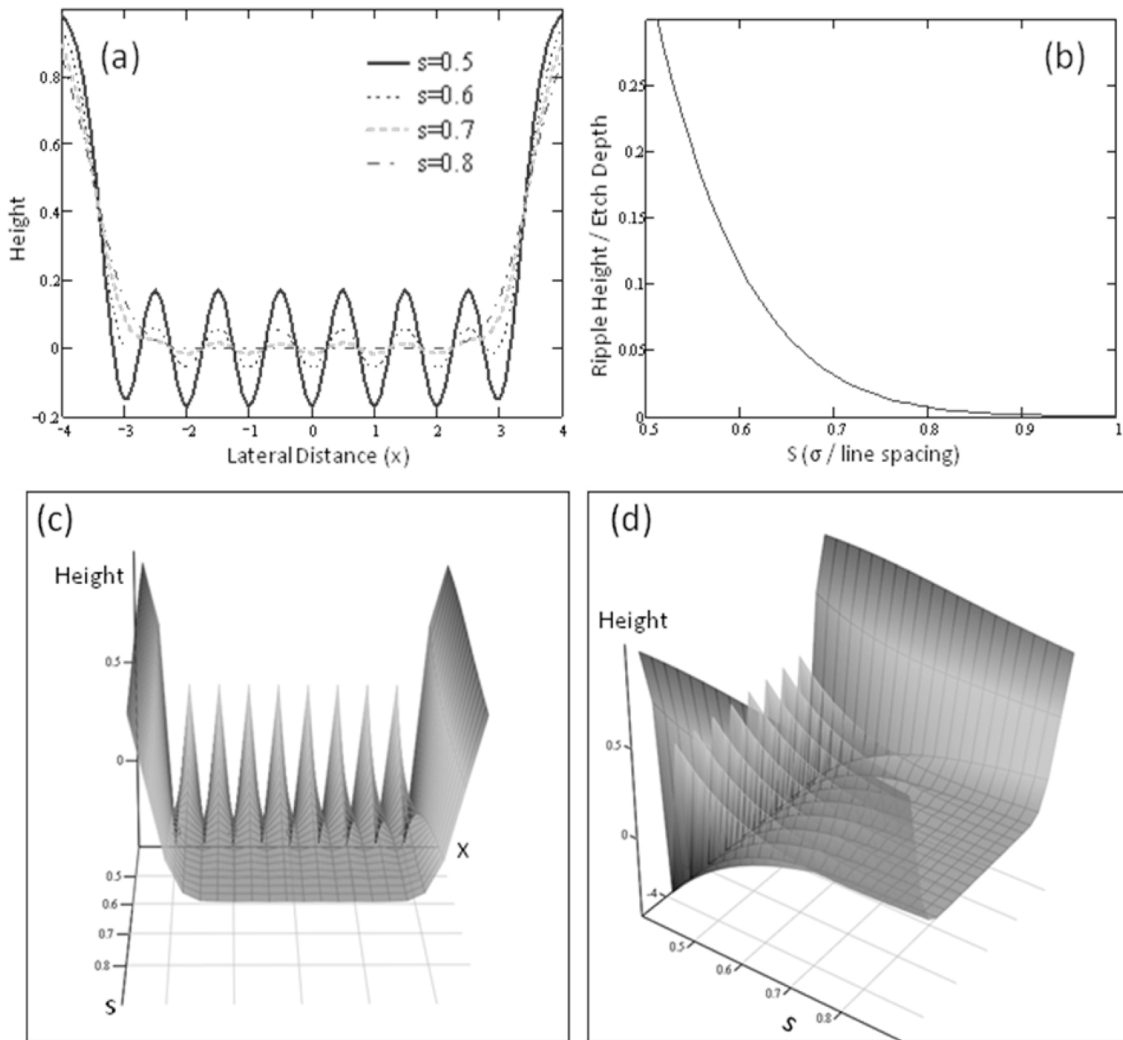 (a)
s=0.5
s=0.6
s=0.7
s=0.8
Height
0.8
0.6
0.4
0.2
0
-0.2
-4 -3 -2 -1 0 1 2 3 4
Lateral Distance (x)
(b)
Ripple Height / Etch Depth
0.25
0.2
0.15
0.1
0.05
0
0.5 0.6 0.7 0.8 0.9 1
S (σ / line spacing)
(c)
Height
0.5
0
X
0.5
0.6
0.7
0.8
S
(d)
Height
0.5
0
-4
0.5
0.6
0.7
0.8
S